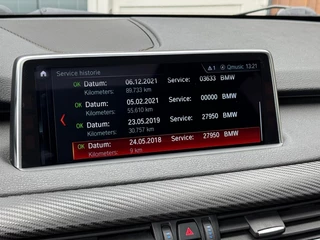 Qmusic 13:21
Service historie
OK Datum: 06.12.2021 Service: 03633 BMW
Kilometers: 89.733 km
OK Datum: 05.02.2021 Service: 00000 BMW
Kilometers: 55.610 km
OK Datum: 23.05.2019 Service: 27950 BMW
Kilometers: 30.757 km
OK Datum: 24.05.2018 Service: 27950 BMW
Kilometers: 9 km